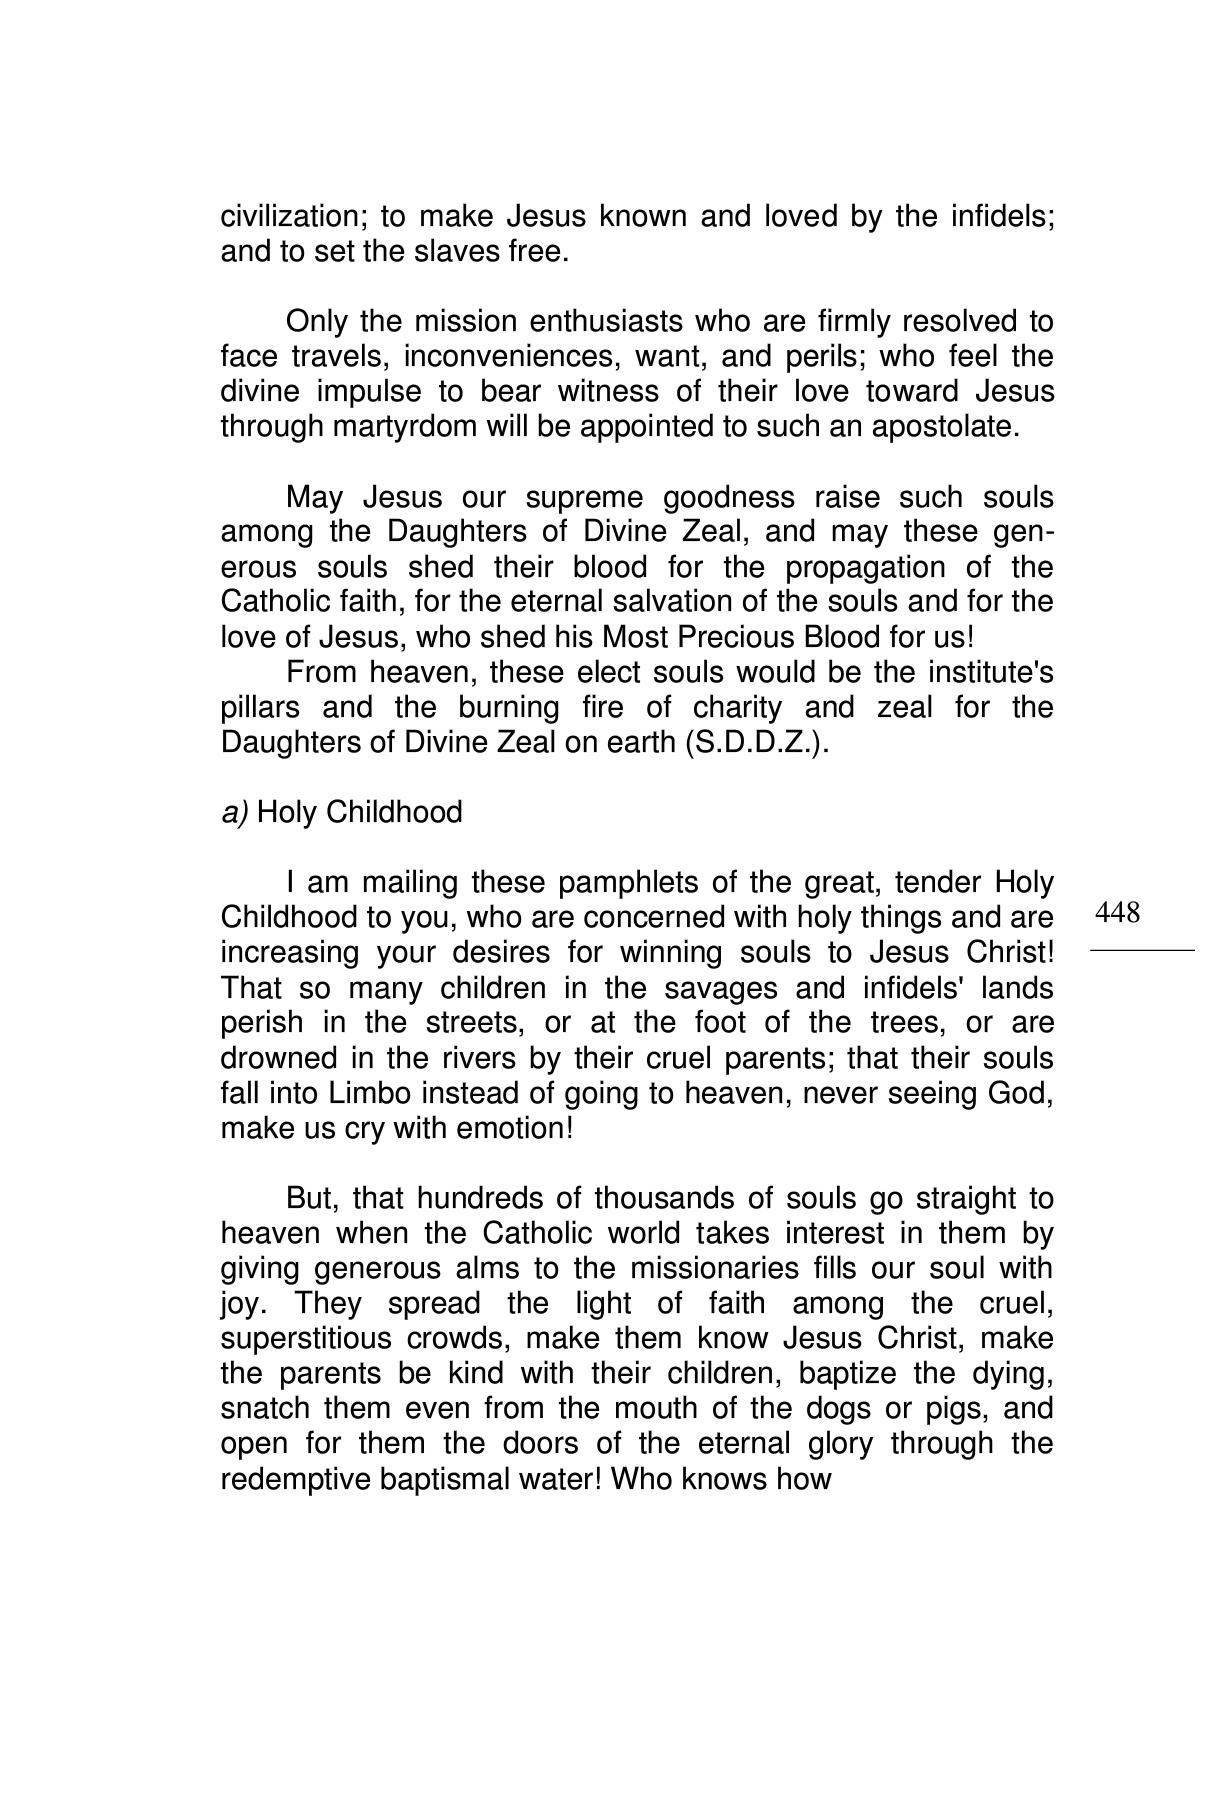 civilization; to make Jesus known and loved by the infidels;
and to set the slaves free.
Only the mission enthusiasts who are firmly resolved to
face travels, inconveniences, want, and perils; who feel the
divine impulse to bear witness of their love toward Jesus
through martyrdom will be appointed to such an apostolate.
May Jesus our supreme goodness raise such souls
among the Daughters of Divine Zeal, and may these gen-
erous souls shed their blood for the propagation of the
Catholic faith, for the eternal salvation of the souls and for the
love of Jesus, who shed his Most Precious Blood for us!
From heaven, these elect souls would be the institute's
pillars and the burning fire of charity and zeal for the
Daughters of Divine Zeal on earth (S.D.D.Z.).
a) Holy Childhood
I am mailing these pamphlets of the great, tender Holy
Childhood to you, who are concerned with holy things and are
increasing your desires for winning souls to Jesus Christ!
That so many children in the savages and infidels' lands
perish in the streets, or at the foot of the trees, or are
drowned in the rivers by their cruel parents; that their souls
fall into Limbo instead of going to heaven, never seeing God,
make us cry with emotion!
But, that hundreds of thousands of souls go straight to
heaven when the Catholic world takes interest in them by
giving generous alms to the missionaries fills our soul with
joy. They spread the light of faith among the cruel,
superstitious crowds, make them know Jesus Christ, make
the parents be kind with their children, baptize the dying,
snatch them even from the mouth of the dogs or pigs, and
open for them the doors of the eternal glory through the
redemptive baptismal water! Who knows how
448